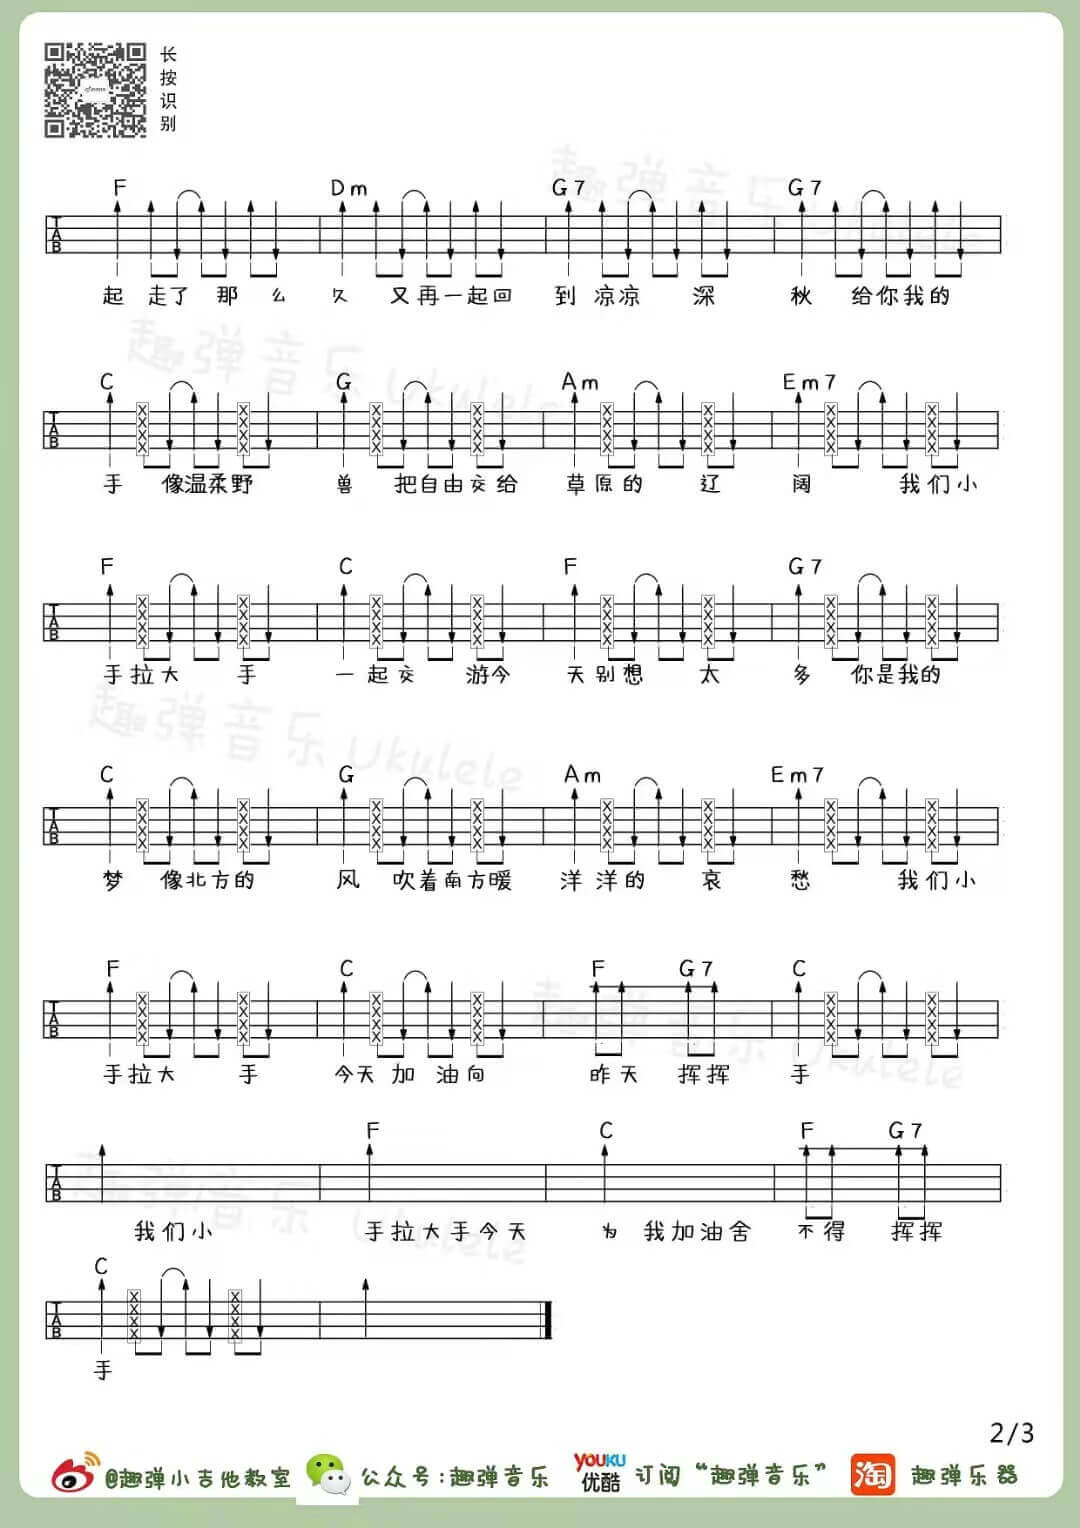 长按识别
F Dm G7 G7
起 走了 那 么 久 又再一起回 到 凉凉 深 秋 给你我的
C G Am Em7
手 像温柔野 兽 把自由交给 草原的 辽 阔 我们小
F C F G7
手拉大 手 一起交 游今 天别想 太 多 你是我的
C G Am Em7
梦 像北方的 风 吹着南方暖 洋洋的 哀 愁 我们小
F C F G7 C
手拉大 手 今天加油向 昨天 挥挥 手
F C F G7
我们小 手拉大手今天 为 我加油舍 不得 挥挥
C
手
2/3
@趣弹小吉他教室 公众号:趣弹音乐 YOUKU 优酷 订阅“趣弹音乐” 淘 趣弹乐器
趣弹音乐 Ukulele